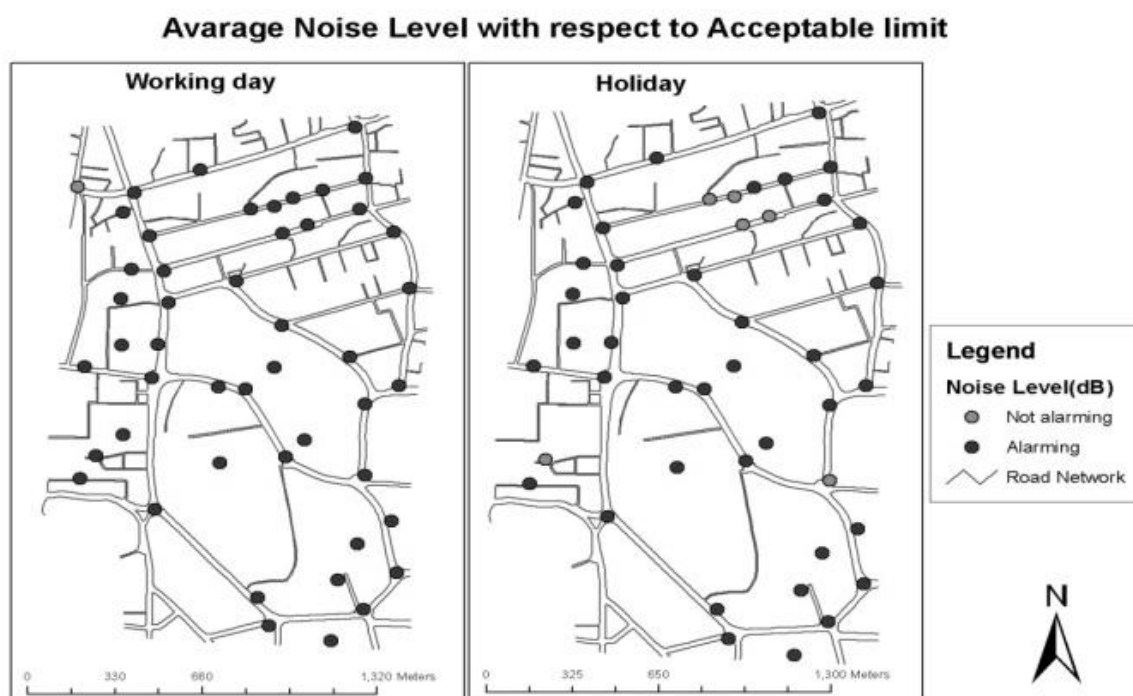 Avarage Noise Level with respect to Acceptable limit
Working day
Holiday
Legend
Noise Level(dB)
Not alarming
Alarming
Road Network
N
0 330 660 1,320 Meters
0 325 650 1,300 Meters